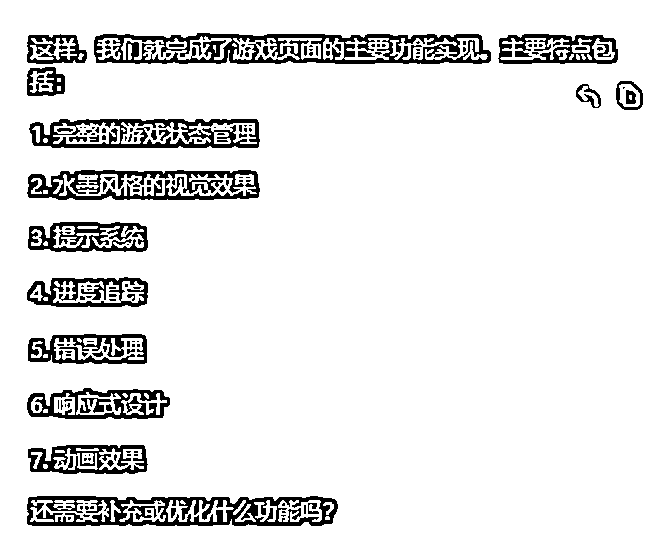 这样，我们就完成了游戏页面的主要功能实现。主要特点包
括：
1. 完整的游戏状态管理
2. 水墨风格的视觉效果
3. 提示系统
4. 进度追踪
5. 错误处理
6. 响应式设计
7. 动画效果
还需要补充或优化什么功能吗？